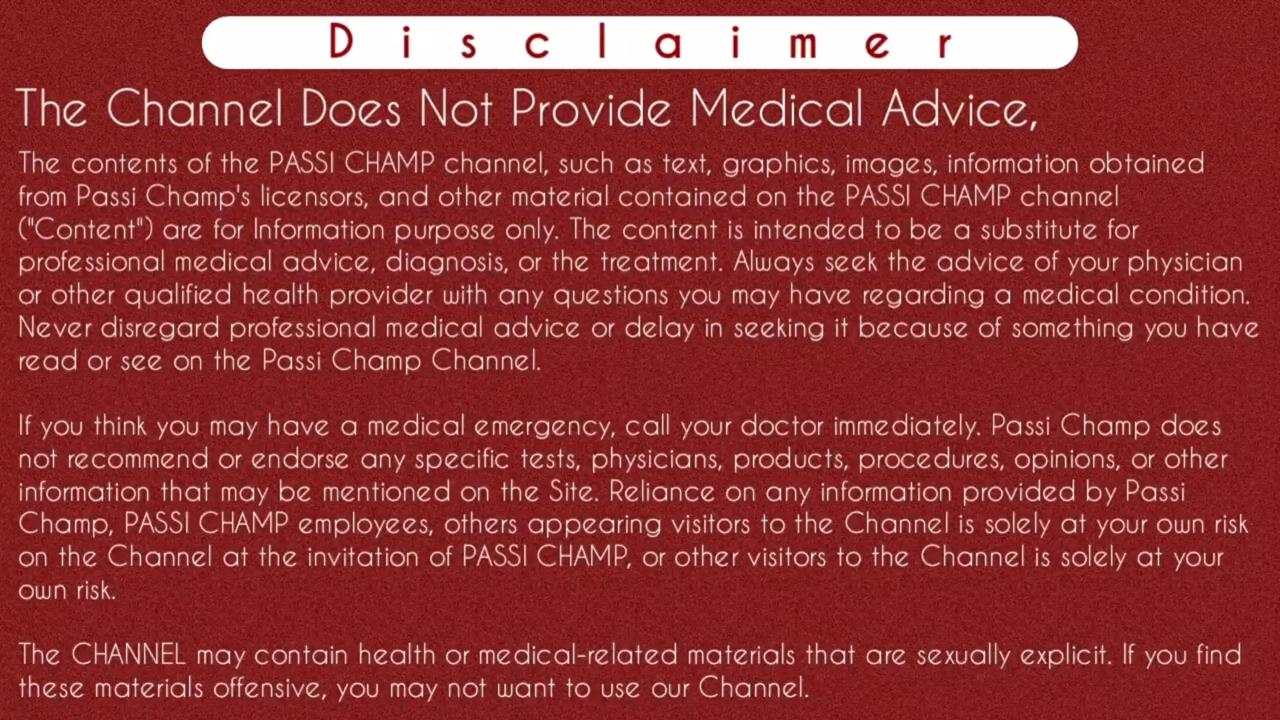 Disclaimer
The Channel Does Not Provide Medical Advice,
The contents of the PASSI CHAMP channel, such as text, graphics, images, information obtained
from Passi Champ's licensors, and other material contained on the PASSI CHAMP channel
("Content") are for Information purpose only. The content is intended to be a substitute for
professional medical advice, diagnosis, or the treatment. Always seek the advice of your physician
or other qualified health provider with any questions you may have regarding a medical condition.
Never disregard professional medical advice or delay in seeking it because of something you have
read or see on the Passi Champ Channel.
If you think you may have a medical emergency, call your doctor immediately. Passi Champ does
not recommend or endorse any specific tests, physicians, products, procedures, opinions, or other
information that may be mentioned on the Site. Reliance on any information provided by Passi
Champ, PASSI CHAMP employees, others appearing visitors to the Channel is solely at your own risk
on the Channel at the invitation of PASSI CHAMP, or other visitors to the Channel is solely at your
own risk.
The CHANNEL may contain health or medical-related materials that are sexually explicit. If you find
these materials offensive, you may not want to use our Channel.